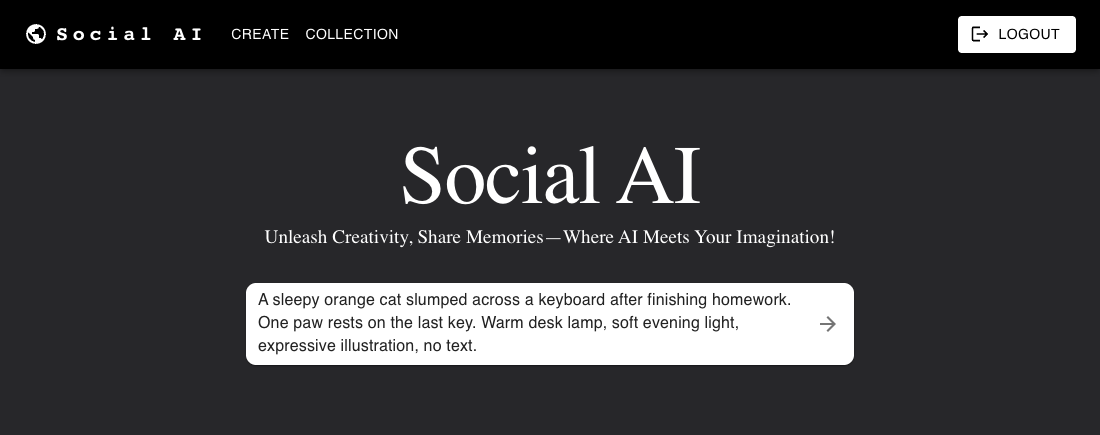 Social AI
CREATE
COLLECTION
LOGOUT
Social AI
Unleash Creativity, Share Memories—Where AI Meets Your Imagination!
A sleepy orange cat slumped across a keyboard after finishing homework.
One paw rests on the last key. Warm desk lamp, soft evening light,
expressive illustration, no text.